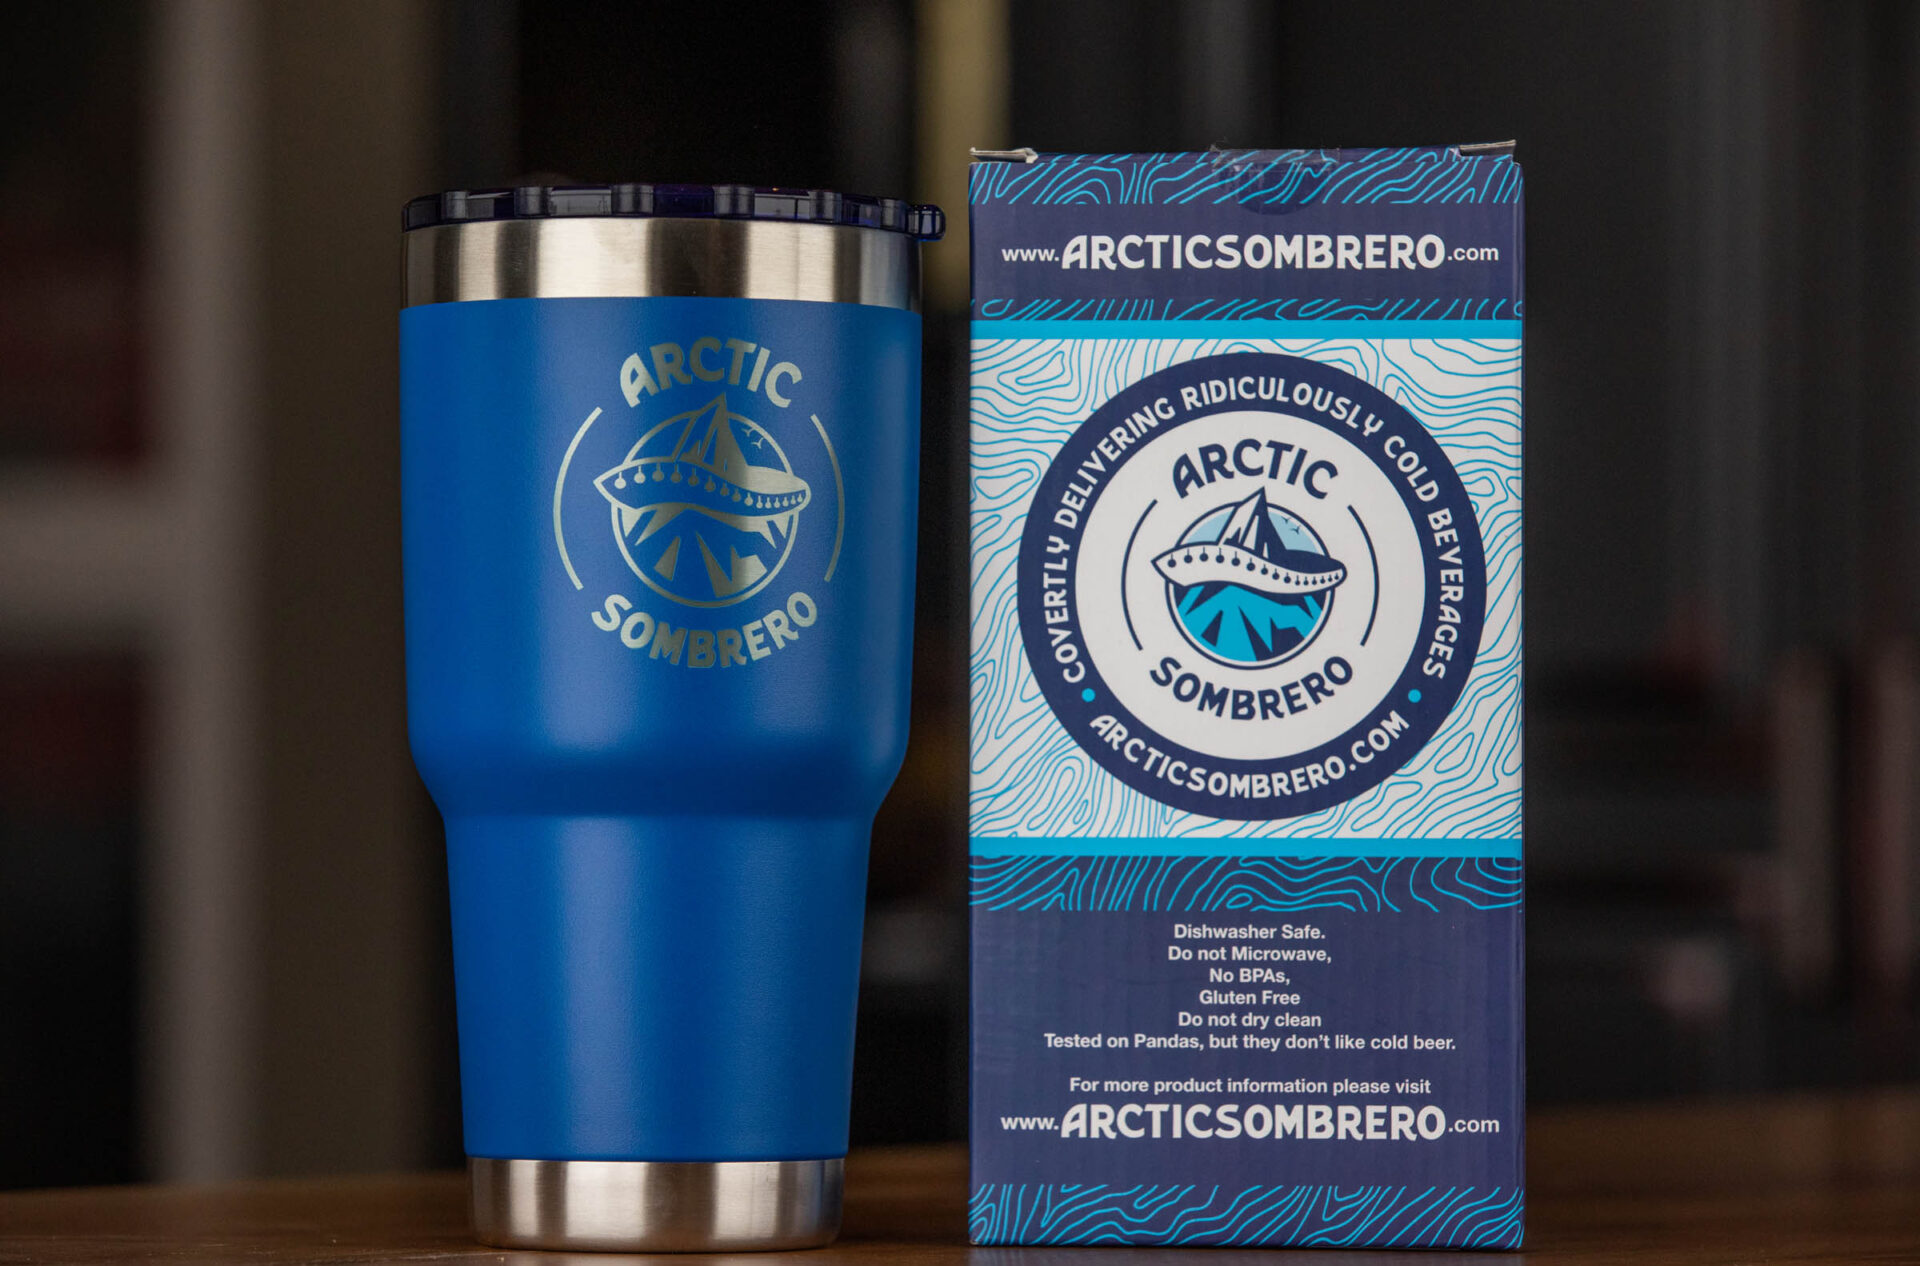 ARCTIC
SOMBRERO
www.ARCTICSOMBRERO.com
COVERTLY DELIVERING RIDICULOUSLY COLD BEVERAGES
ARCTIC
SOMBRERO
• ARCTICSOMBRERO.COM •
Dishwasher Safe.
Do not Microwave,
No BPAs,
Gluten Free
Do not dry clean
Tested on Pandas, but they don't like cold beer.
For more product information please visit
www.ARCTICSOMBRERO.com